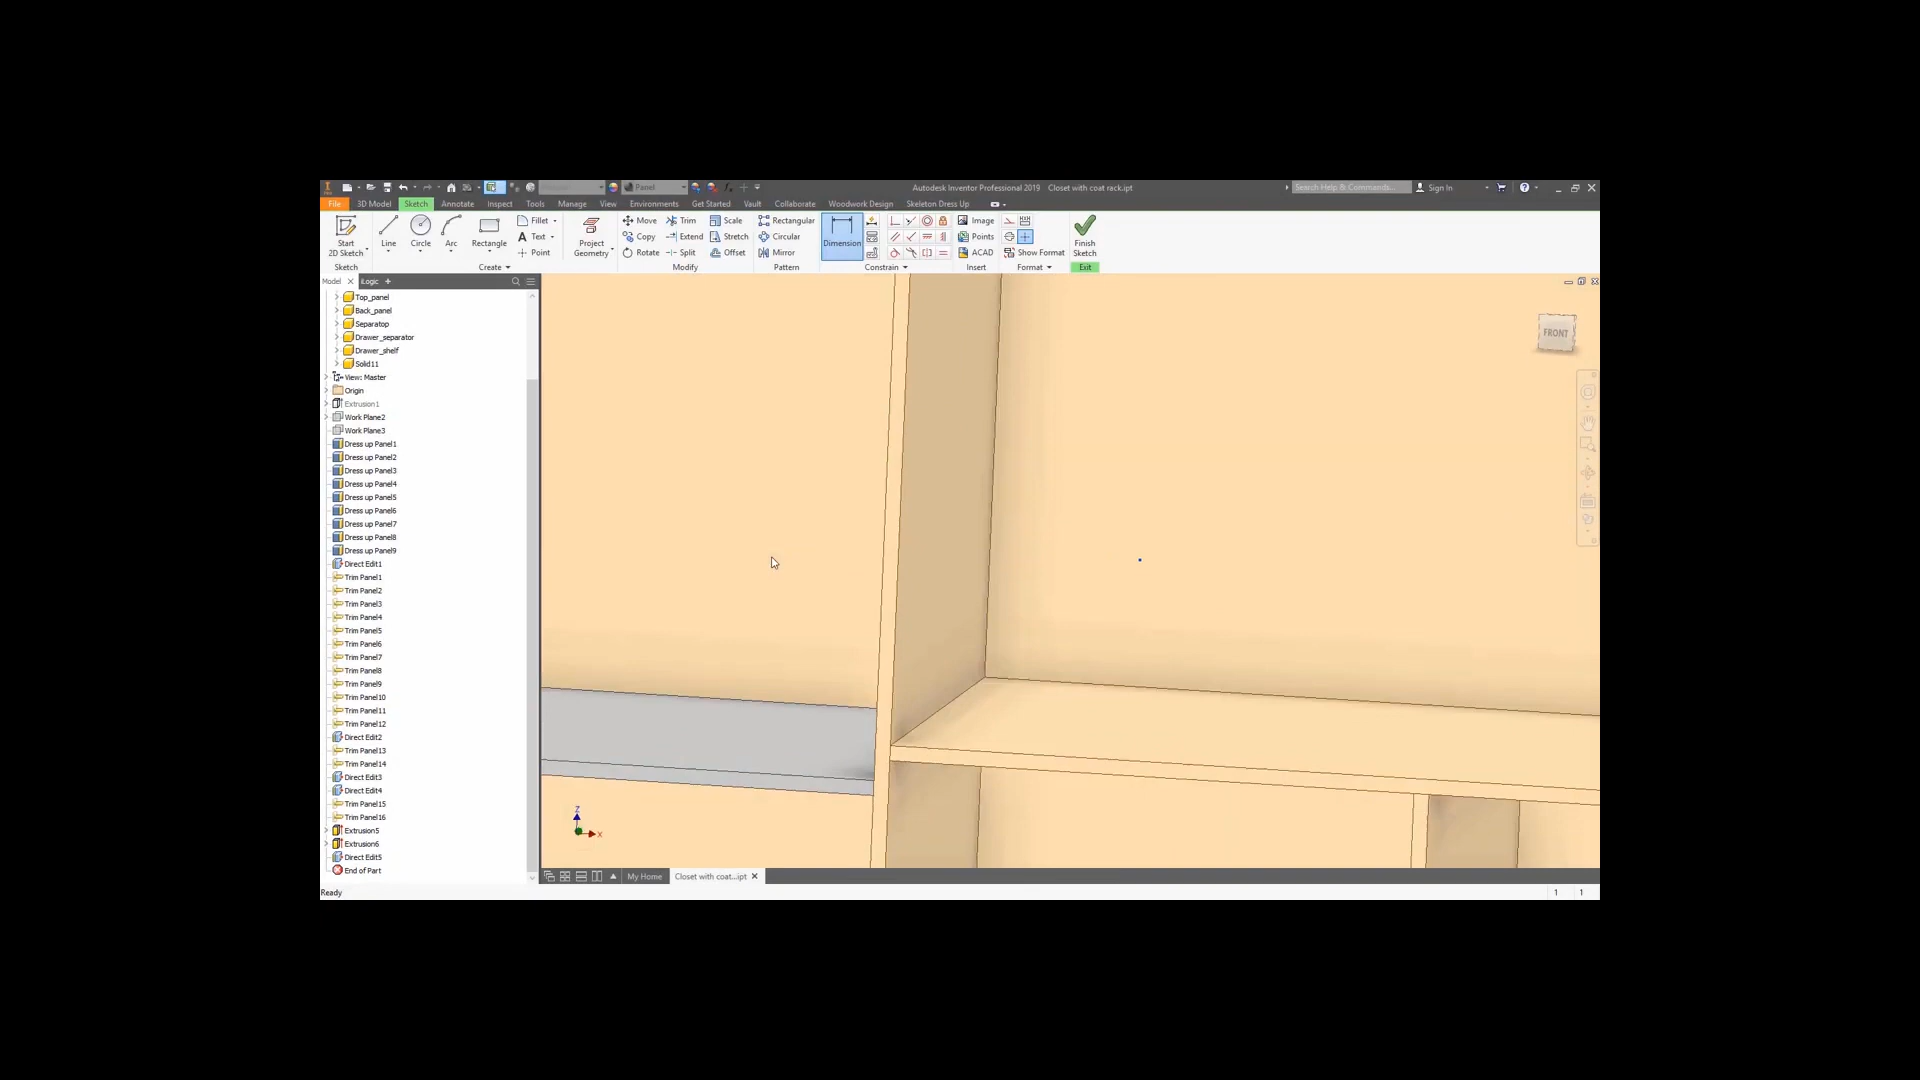 Panel
Autodesk Inventor Professional 2019 Closet with coat rack.ipt
Search Help & Commands...
Sign In
File 3D Model Sketch Annotate Inspect Tools Manage View Environments Get Started Vault Collaborate Woodwork Design Skeleton Dress Up
Start 2D Sketch
Line Circle Arc Rectangle
Fillet
Text
Point
Project Geometry
Move Trim Scale
Copy Extend Stretch
Rotate Split Offset
Rectangular
Circular
Mirror
Dimension
Image
Points
ACAD
Show Format
Finish Sketch
Sketch Create Modify Pattern Constrain Insert Format Exit
Model iLogic
Top_panel
Back_panel
Separatop
Drawer_separator
Drawer_shelf
Solid11
View: Master
Origin
Extrusion1
Work Plane2
Work Plane3
Dress up Panel1
Dress up Panel2
Dress up Panel3
Dress up Panel4
Dress up Panel5
Dress up Panel6
Dress up Panel7
Dress up Panel8
Dress up Panel9
Direct Edit1
Trim Panel1
Trim Panel2
Trim Panel3
Trim Panel4
Trim Panel5
Trim Panel6
Trim Panel7
Trim Panel8
Trim Panel9
Trim Panel10
Trim Panel11
Trim Panel12
Direct Edit2
Trim Panel13
Trim Panel14
Direct Edit3
Direct Edit4
Trim Panel15
Trim Panel16
Extrusion5
Extrusion6
Direct Edit5
End of Part
FRONT
Z
X
My Home Closet with coat...ipt
Ready
1 1